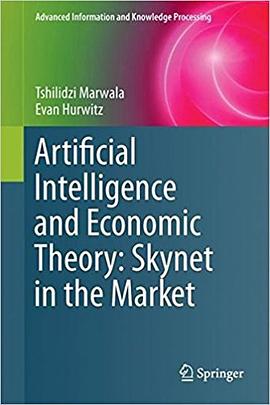 Advanced Information and Knowledge Processing
Tshilidzi Marwala
Evan Hurwitz
Artificial
Intelligence
and Economic
Theory: Skynet
in the Market
Springer